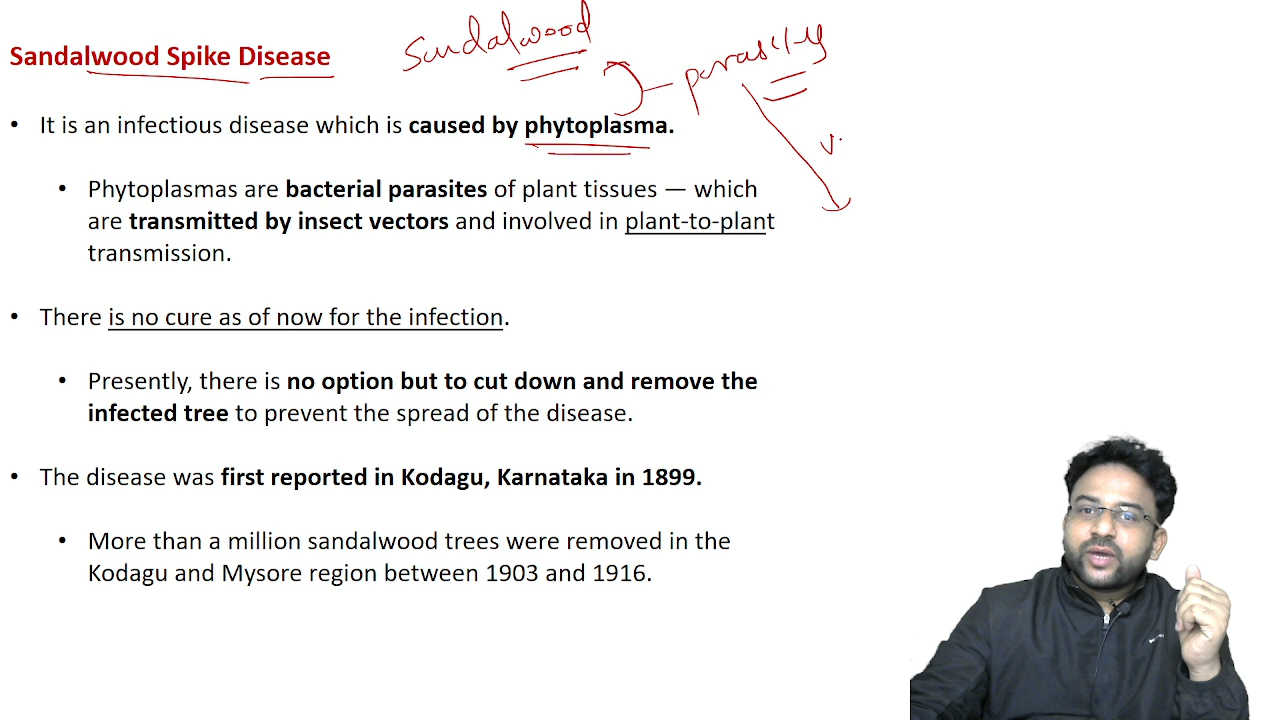 Sandalwood Spike Disease
Sandalwood
parasity
• It is an infectious disease which is caused by phytoplasma.
v.
• Phytoplasmas are bacterial parasites of plant tissues — which
are transmitted by insect vectors and involved in plant-to-plant
transmission.
• There is no cure as of now for the infection.
• Presently, there is no option but to cut down and remove the
infected tree to prevent the spread of the disease.
• The disease was first reported in Kodagu, Karnataka in 1899.
• More than a million sandalwood trees were removed in the
Kodagu and Mysore region between 1903 and 1916.